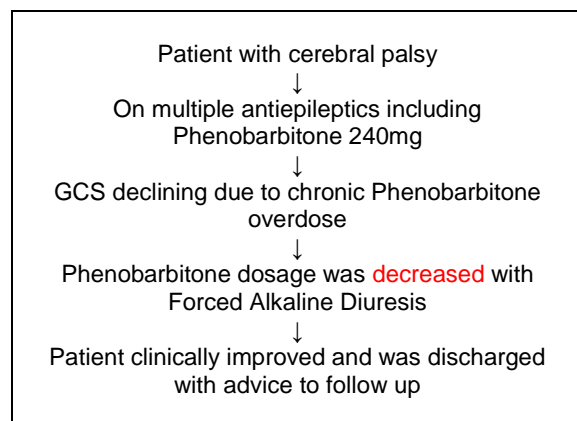 Patient with cerebral palsy
↓
On multiple antiepileptics including
Phenobarbitone 240mg
↓
GCS declining due to chronic Phenobarbitone
overdose
↓
Phenobarbitone dosage was decreased with
Forced Alkaline Diuresis
↓
Patient clinically improved and was discharged
with advice to follow up